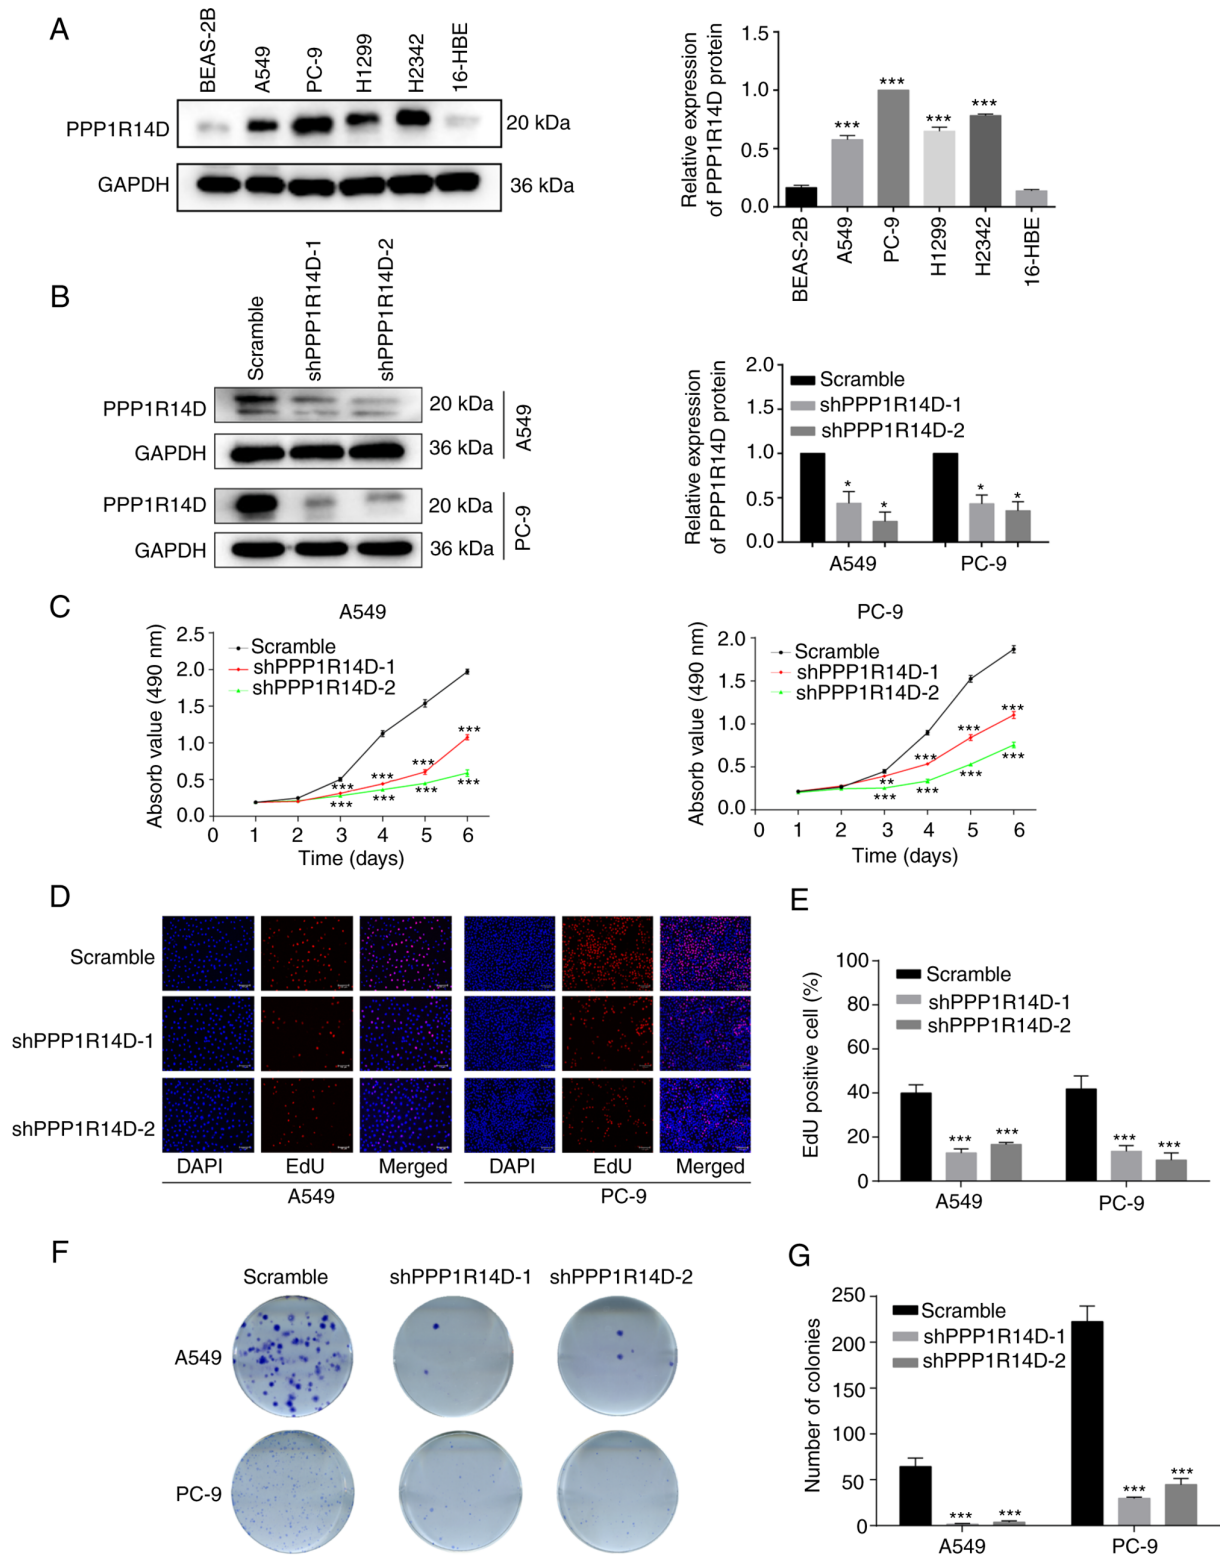 A
BEAS-2B
A549
PC-9
H1299
H2342
16-HBE
PPP1R14D
20 kDa
GAPDH
36 kDa
Relative expression
of PPP1R14D protein
1.5
1.0
0.5
0.0
***
***
***
***
BEAS-2B
A549
PC-9
H1299
H2342
16-HBE
B
Scramble
shPPP1R14D-1
shPPP1R14D-2
PPP1R14D
20 kDa
GAPDH
36 kDa
A549
PPP1R14D
20 kDa
GAPDH
36 kDa
PC-9
Relative expression
of PPP1R14D protein
2.0
1.5
1.0
0.5
0.0
Scramble
shPPP1R14D-1
shPPP1R14D-2
*
*
*
*
A549
PC-9
C
A549
Absorb value (490 nm)
2.5
2.0
1.5
1.0
0.5
0.0
Scramble
shPPP1R14D-1
shPPP1R14D-2
***
***
***
***
***
***
***
***
0 1 2 3 4 5 6
Time (days)
PC-9
Absorb value (490 nm)
2.0
1.5
1.0
0.5
0.0
Scramble
shPPP1R14D-1
shPPP1R14D-2
**
***
***
***
***
***
***
***
0 1 2 3 4 5 6
Time (days)
D
Scramble
shPPP1R14D-1
shPPP1R14D-2
DAPI EdU Merged DAPI EdU Merged
A549 PC-9
E
EdU positive cell (%)
100
80
60
40
20
0
Scramble
shPPP1R14D-1
shPPP1R14D-2
***
***
***
***
A549
PC-9
F
Scramble shPPP1R14D-1 shPPP1R14D-2
A549
PC-9
G
Number of colonies
250
200
150
100
50
0
Scramble
shPPP1R14D-1
shPPP1R14D-2
***
***
***
***
A549
PC-9